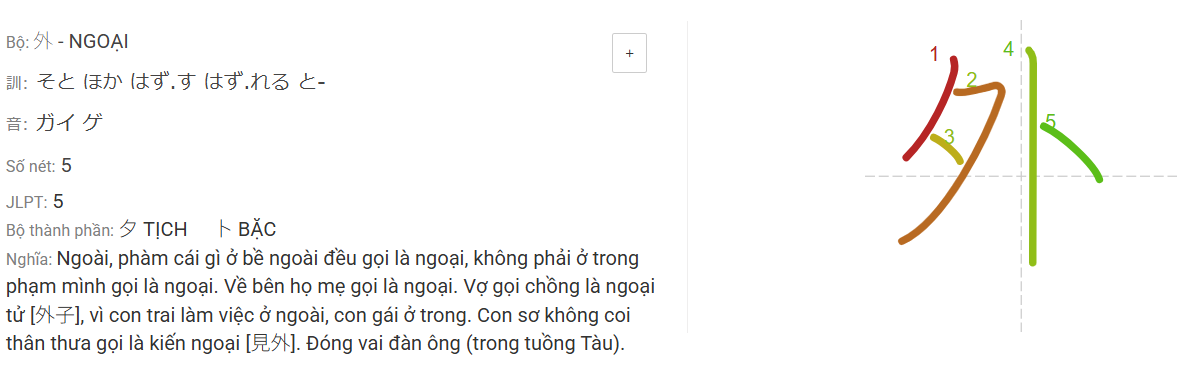 Bộ: 外 - NGOẠI
+
訓: そと ほか はず.す はず.れる と-
音: ガイ ゲ
Số nét: 5
JLPT: 5
Bộ thành phần: 夕 TỊCH 卜 BẶC
Nghĩa: Ngoài, phàm cái gì ở bề ngoài đều gọi là ngoại, không phải ở trong
phạm mình gọi là ngoại. Về bên họ mẹ gọi là ngoại. Vợ gọi chồng là ngoại
tử [外子], vì con trai làm việc ở ngoài, con gái ở trong. Con sơ không coi
thân thưa gọi là kiến ngoại [見外]. Đóng vai đàn ông (trong tuồng Tàu).
外
1
2
3
4
5